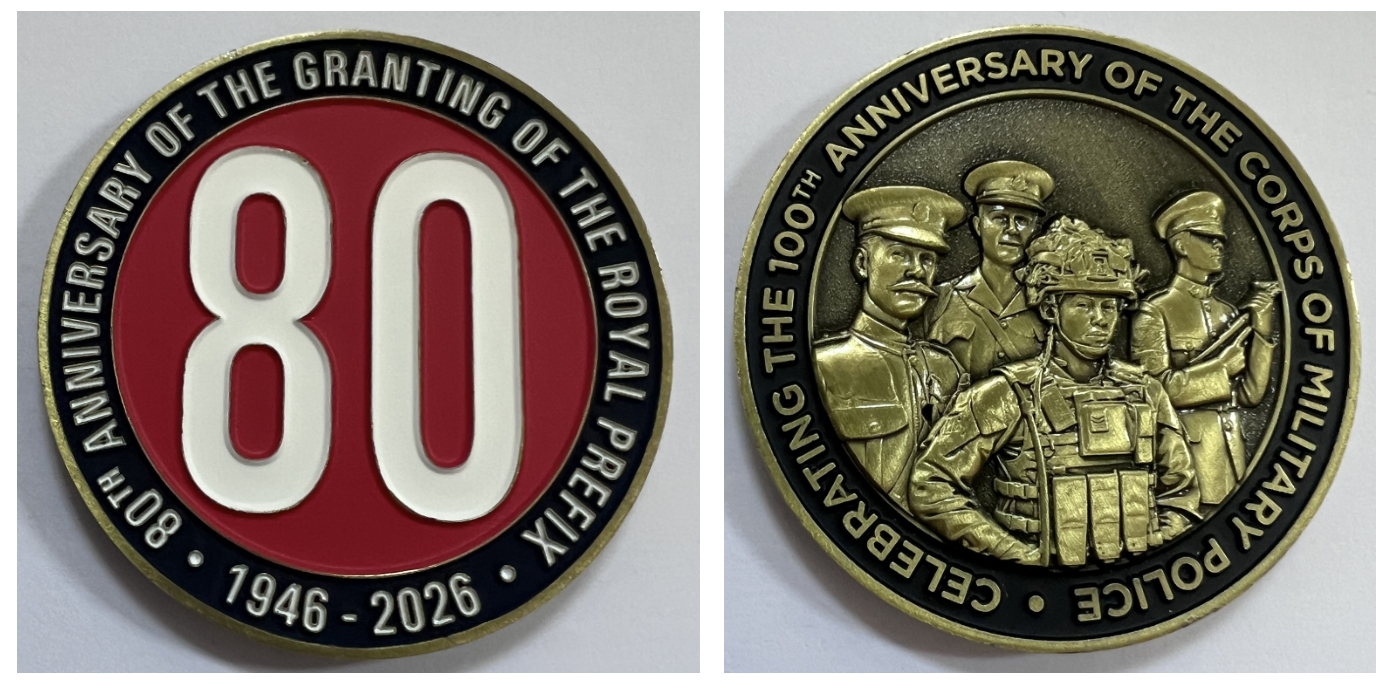 80TH ANNIVERSARY OF THE GRANTING OF THE ROYAL PREFIX
80
• 1946 - 2026 •
CELEBRATING THE 100TH ANNIVERSARY OF THE CORPS OF MILITARY POLICE •